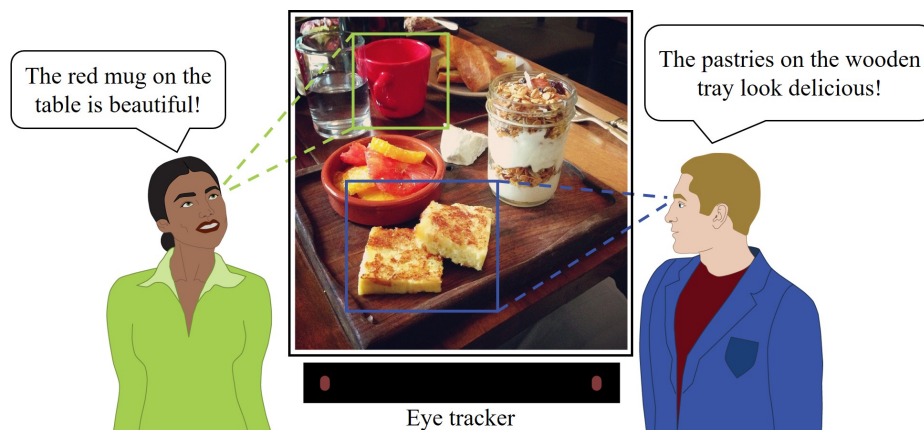 The red mug on the
table is beautiful!
The pastries on the wooden
tray look delicious!
Eye tracker